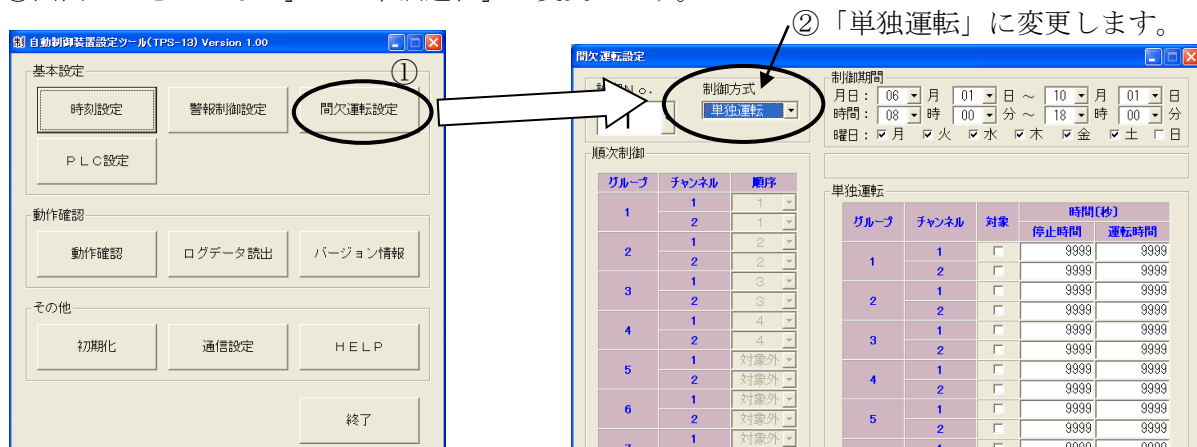 ②「単独運転」に変更します。
自動制御装置設定ツール(TPS-13) Version 1.00
基本設定
①
時刻設定 警報制御設定 間欠運転設定
ＰＬＣ設定
動作確認
動作確認 ログデータ読出 バージョン情報
その他
初期化 通信設定 ＨＥＬＰ
終了
間欠運転設定
制御方式
単独運転
制御期間
月日： 06 月 01 日 ～ 10 月 01 日
時間： 08 時 00 分 ～ 18 時 00 分
曜日： 月 火 水 木 金 土 日
順次制御
グループ チャンネル 順序
1 1 1
2 1
2 1 2
2 2
3 1 3
2 3
4 1 4
2 4
5 1 対象外
2 対象外
6 1 対象外
2 対象外
1 対象外
単独運転
グループ チャンネル 対象 時間(秒)
停止時間 運転時間
1 1 9999 9999
2 9999 9999
2 1 9999 9999
2 9999 9999
3 1 9999 9999
2 9999 9999
4 1 9999 9999
2 9999 9999
5 1 9999 9999
2 9999 9999